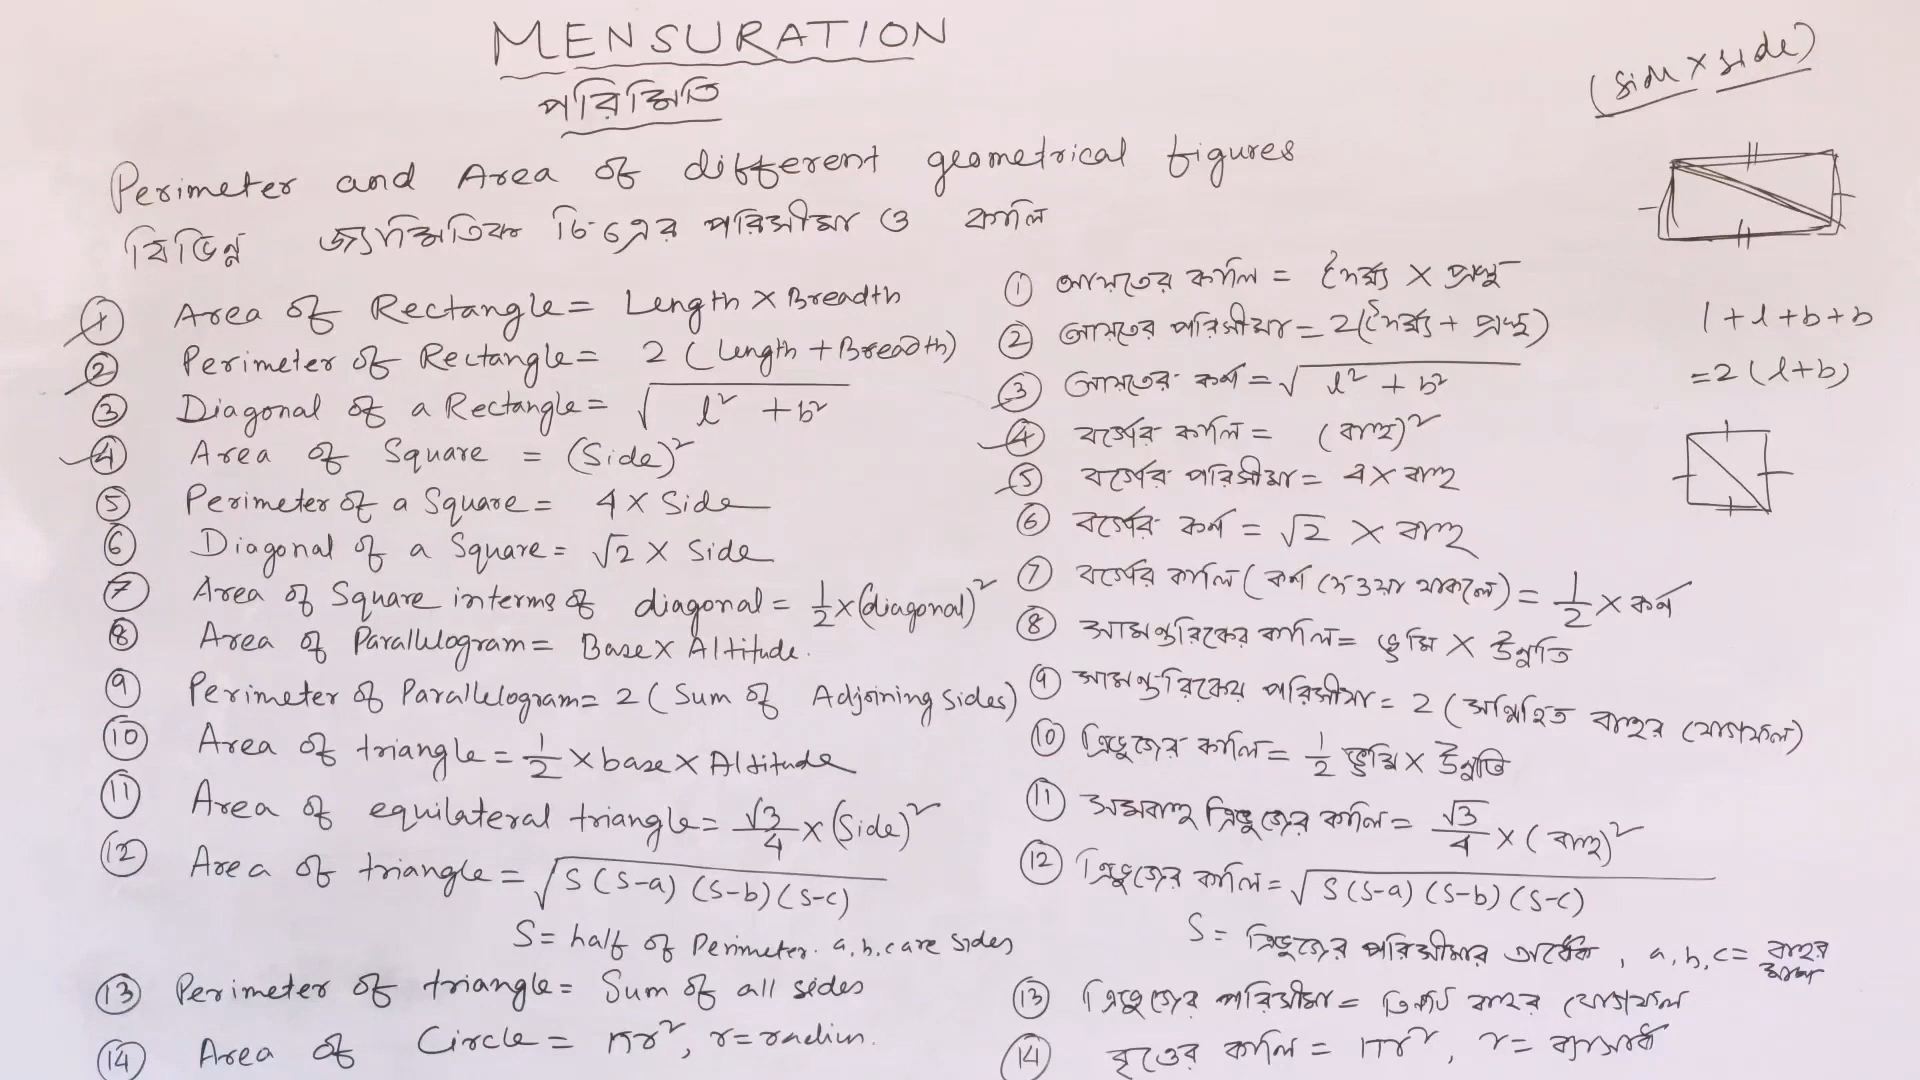 MENSURATION
পরিমিতি
(side × side)
Perimeter and Area of different geometrical figures
বিভিন্ন জ্যামিতিক চিত্রের পরিসীমা ও কালি
① Area of Rectangle = Length × Breadth
② Perimeter of Rectangle = 2 (Length + Breadth)
③ Diagonal of a Rectangle = √l² + b²
④ Area of Square = (Side)²
⑤ Perimeter of a Square = 4 × Side
⑥ Diagonal of a Square = √2 × Side
⑦ Area of Square interms of diagonal = 1/2 × (diagonal)²
⑧ Area of Parallelogram = Base × Altitude.
⑨ Perimeter of Parallelogram = 2 (Sum of Adjoining sides)
⑩ Area of triangle = 1/2 × base × Altitude
⑪ Area of equilateral triangle = √3/4 × (Side)²
⑫ Area of triangle = √S (S-a) (S-b) (S-c)
S = half of Perimeter. a, b, c are sides
⑬ Perimeter of triangle = Sum of all sides
⑭ Area of Circle = πr², r = radius.
① আয়তের কালি = দৈর্ঘ্য × প্রস্থ
② আয়তের পরিসীমা = 2 (দৈর্ঘ্য + প্রস্থ)
③ আয়তের কর্ণ = √l² + b²
④ বর্গের কালি = (বাহু)²
⑤ বর্গের পরিসীমা = 4 × বাহু
⑥ বর্গের কর্ণ = √2 × বাহু
⑦ বর্গের কালি (কর্ণ দেওয়া থাকলে) = 1/2 × কর্ণ
⑧ সামন্তরিকের কালি = ভুমি × উন্নতি
⑨ সামন্তরিকের পরিসীমা = 2 (সন্নিহিত বাহুর যোগফল)
⑩ ত্রিভুজের কালি = 1/2 ভুমি × উন্নতি
⑪ সমবাহু ত্রিভুজের কালি = √3/4 × (বাহু)²
⑫ ত্রিভুজের কালি = √S (S-a) (S-b) (S-c)
S = ত্রিভুজের পরিসীমার অর্ধেক, a, b, c = বাহুর
⑬ ত্রিভুজের পরিসীমা = তিনটি বাহুর যোগফল
⑭ বৃত্তের কালি = πr², r = ব্যাসার্ধ
l + l + b + b
= 2 (l + b)